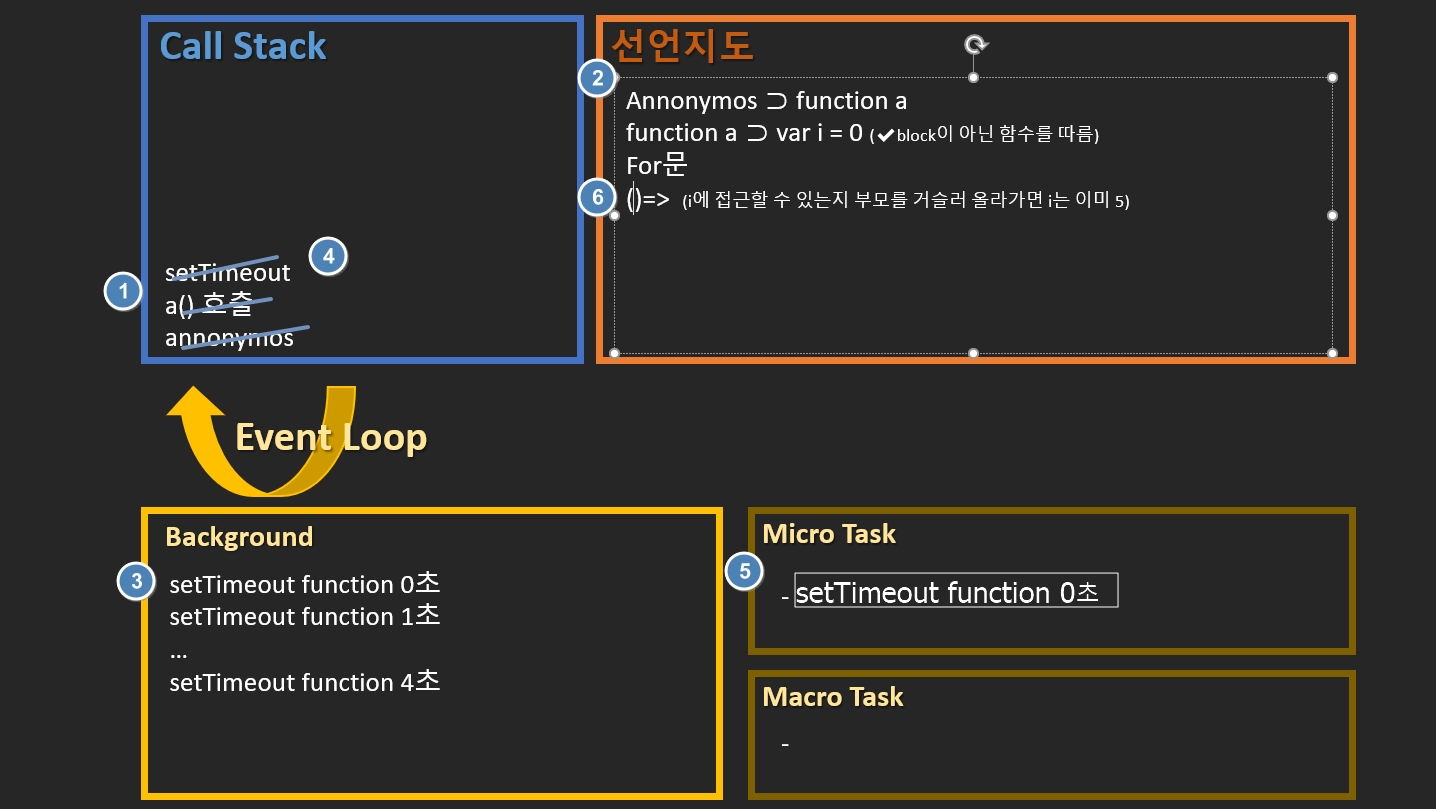 Call Stack
setTimeout
4
1
a() 호출
annonymos
선언지도
2
Annonymos ⊃ function a
function a ⊃ var i = 0 (✔block이 아닌 함수를 따름)
For문
6
()=> (i에 접근할 수 있는지 부모를 거슬러 올라가면 i는 이미 5)
Event Loop
Background
3
setTimeout function 0초
setTimeout function 1초
...
setTimeout function 4초
Micro Task
5
- setTimeout function 0초
Macro Task
-